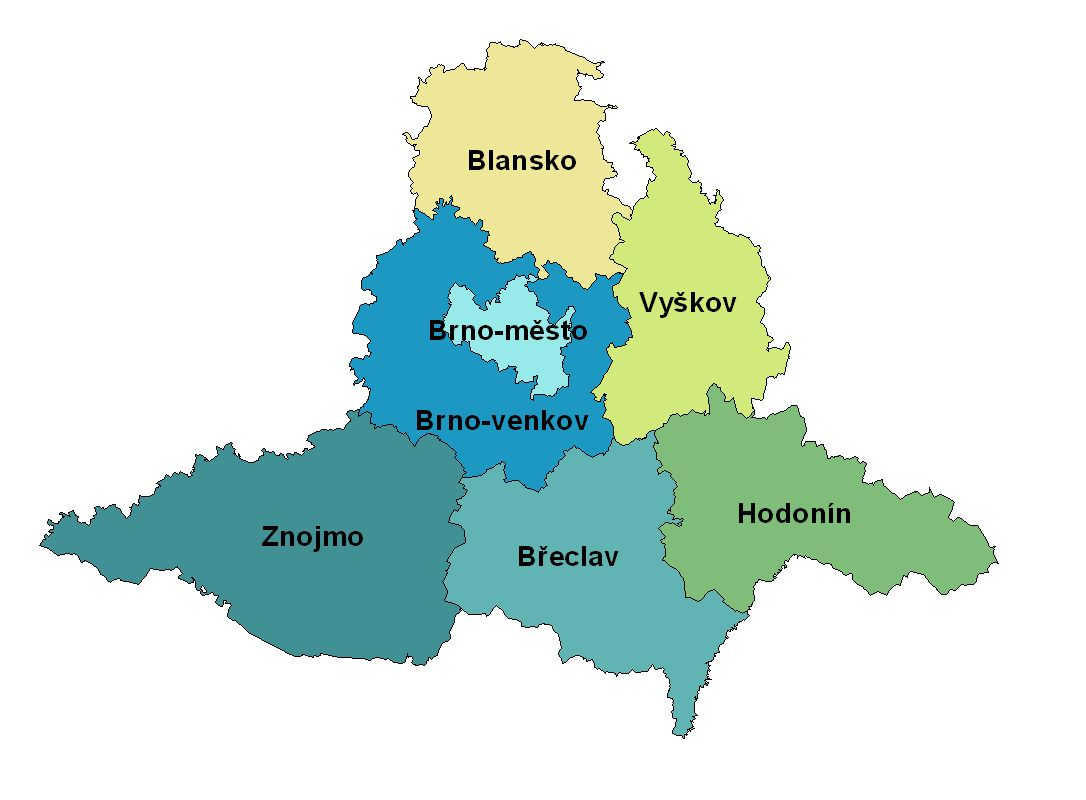 Blansko
Vyškov
Brno-město
Brno-venkov
Hodonín
Znojmo
Břeclav